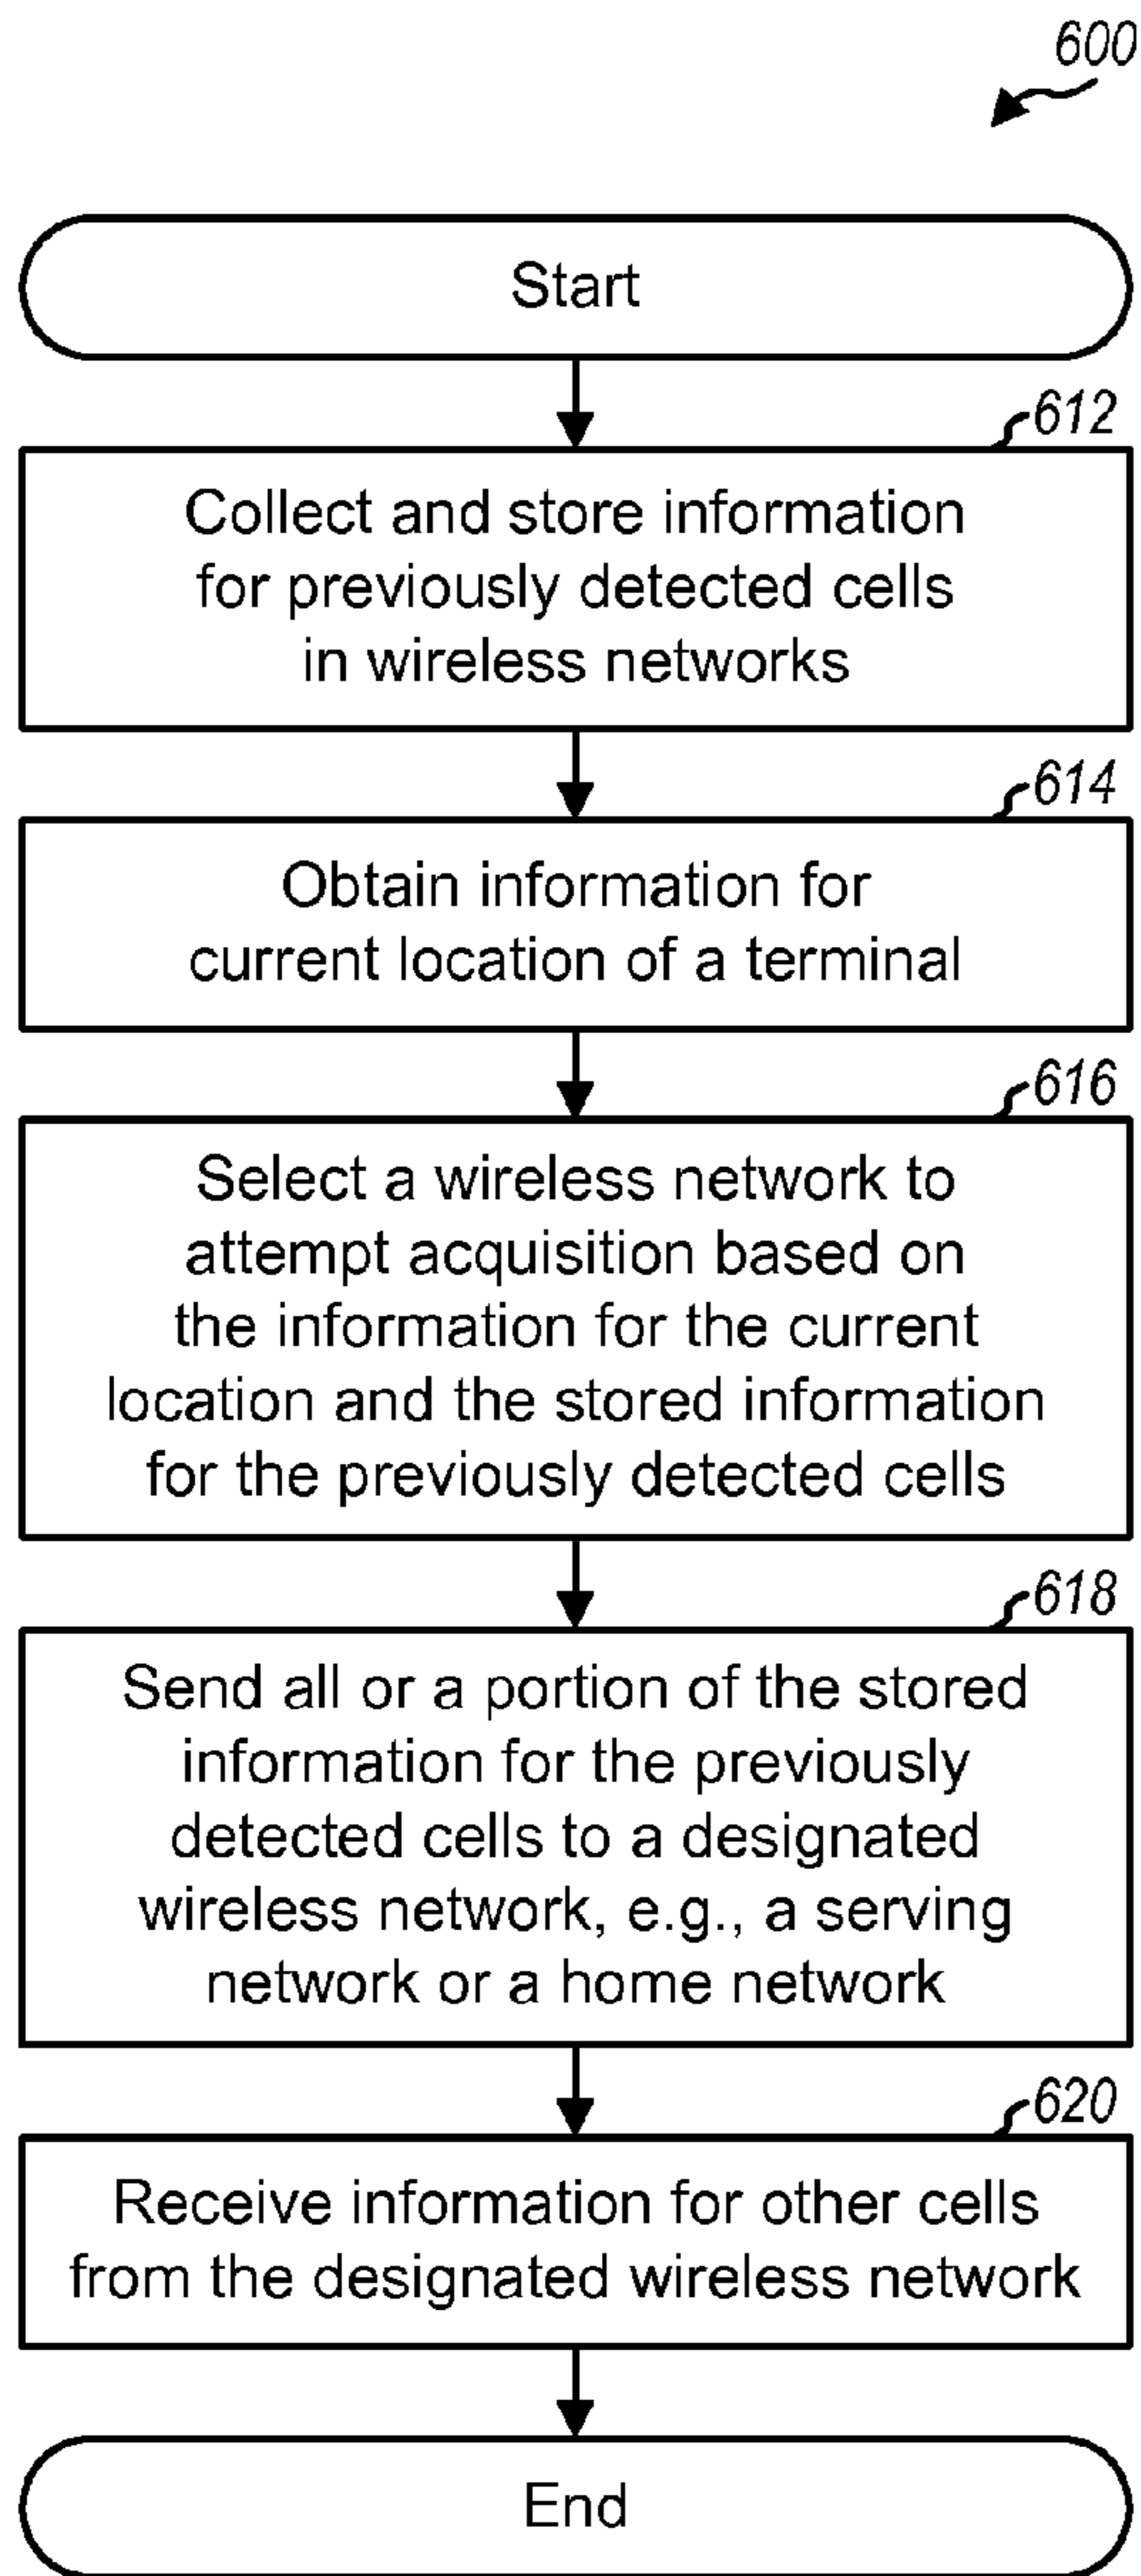 600
Start
612
Collect and store information
for previously detected cells
in wireless networks
614
Obtain information for
current location of a terminal
616
Select a wireless network to
attempt acquisition based on
the information for the current
location and the stored information
for the previously detected cells
618
Send all or a portion of the stored
information for the previously
detected cells to a designated
wireless network, e.g., a serving
network or a home network
620
Receive information for other cells
from the designated wireless network
End